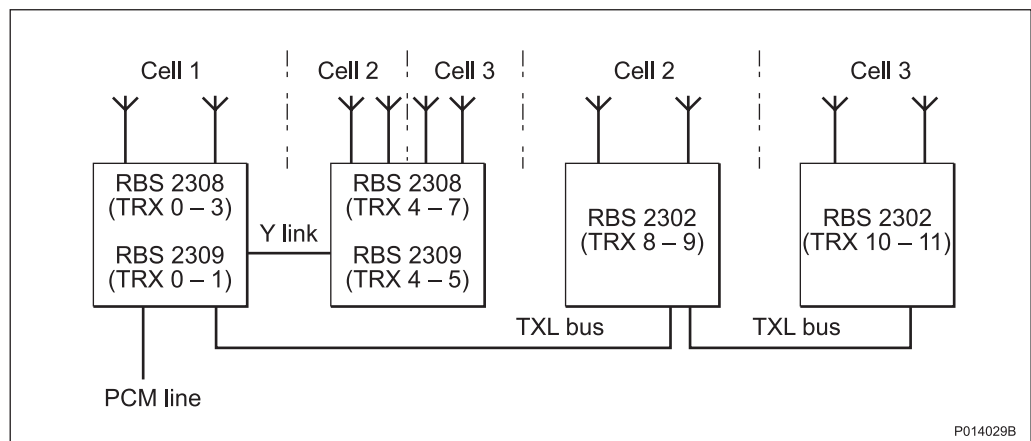 Cell 1
Cell 2
Cell 3
Cell 2
Cell 3
RBS 2308
(TRX 0 – 3)
RBS 2309
(TRX 0 – 1)
Y link
RBS 2308
(TRX 4 – 7)
RBS 2309
(TRX 4 – 5)
RBS 2302
(TRX 8 – 9)
RBS 2302
(TRX 10 – 11)
TXL bus
TXL bus
PCM line
P014029B